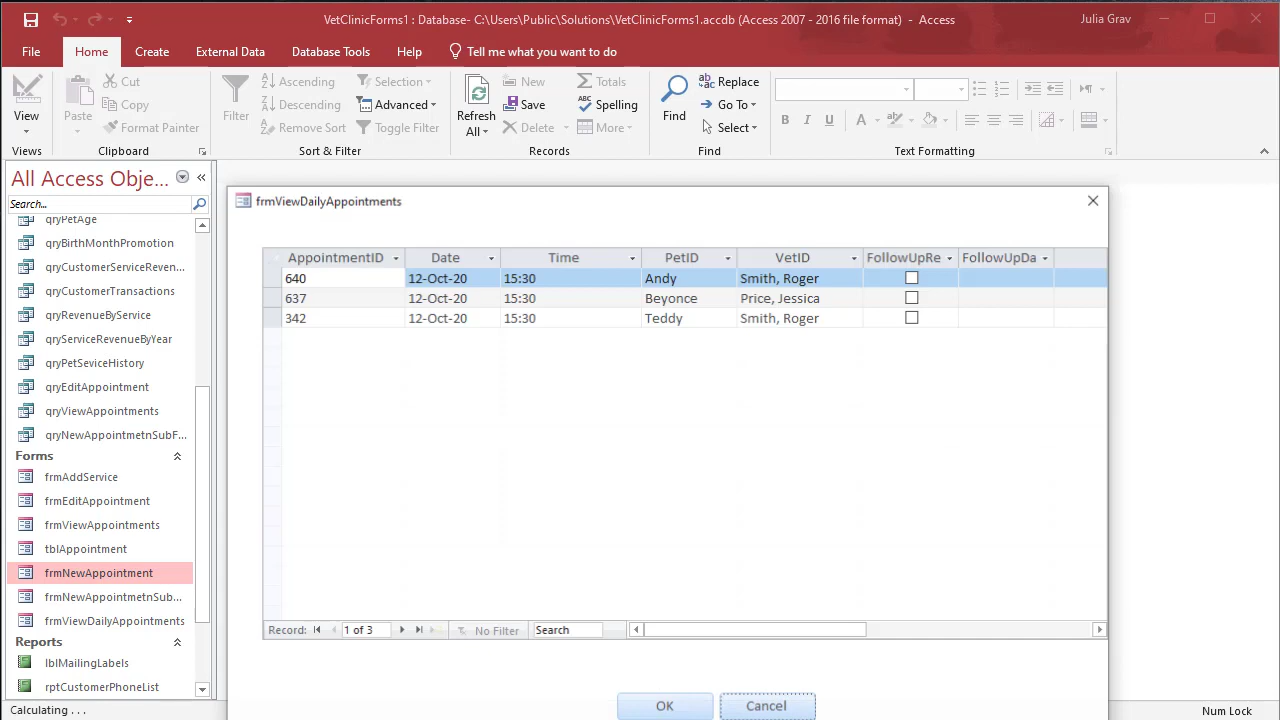 VetClinicForms1 : Database- C:\Users\Public\Solutions\VetClinicForms1.accdb (Access 2007 - 2016 file format) - Access
Julia Grav
File Home Create External Data Database Tools Help Tell me what you want to do
View
Views
Paste
Cut
Copy
Format Painter
Clipboard
Filter
Ascending
Descending
Remove Sort
Selection
Advanced
Toggle Filter
Sort & Filter
Refresh
All
New
Save
Delete
Totals
Spelling
More
Records
Find
Replace
Go To
Select
Find
B I U A
Text Formatting
All Access Obje...
Search...
qryPetAge
qryBirthMonthPromotion
qryCustomerServiceReven...
qryCustomerTransactions
qryRevenueByService
qryServiceRevenueByYear
qryPetSeviceHistory
qryEditAppointment
qryViewAppointments
qryNewAppointmetnSubF...
Forms
frmAddService
frmEditAppointment
frmViewAppointments
tblAppointment
frmNewAppointment
frmNewAppointmetnSub...
frmViewDailyAppointments
Reports
lblMailingLabels
rptCustomerPhoneList
frmViewDailyAppointments
AppointmentID Date Time PetID VetID FollowUpRe FollowUpDa
640 12-Oct-20 15:30 Andy Smith, Roger
637 12-Oct-20 15:30 Beyonce Price, Jessica
342 12-Oct-20 15:30 Teddy Smith, Roger
Record: 1 of 3 No Filter Search
OK Cancel
Calculating . . .
Num Lock